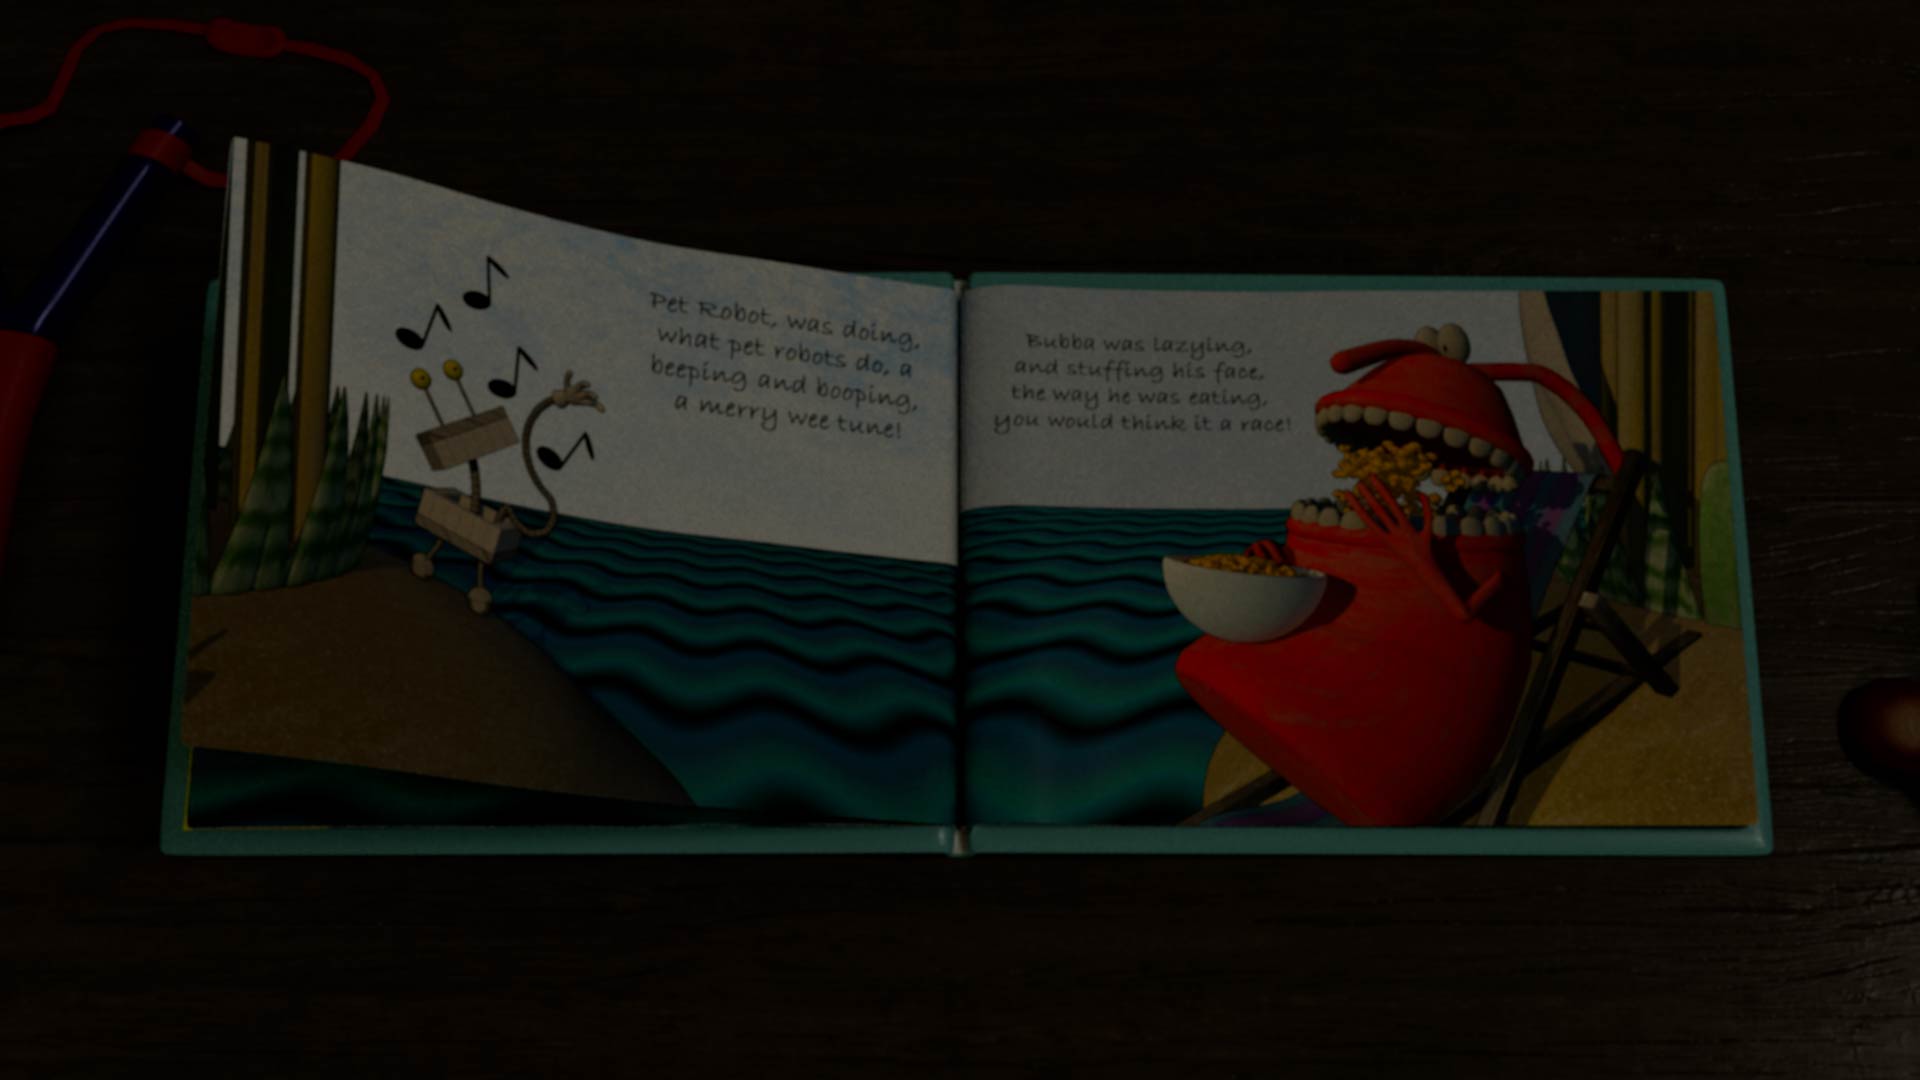 Pet Robot, was doing,
what pet robots do, a
beeping and booping,
a merry wee tune!
Bubba was lazying,
and stuffing his face,
the way he was eating,
you would think it a race!